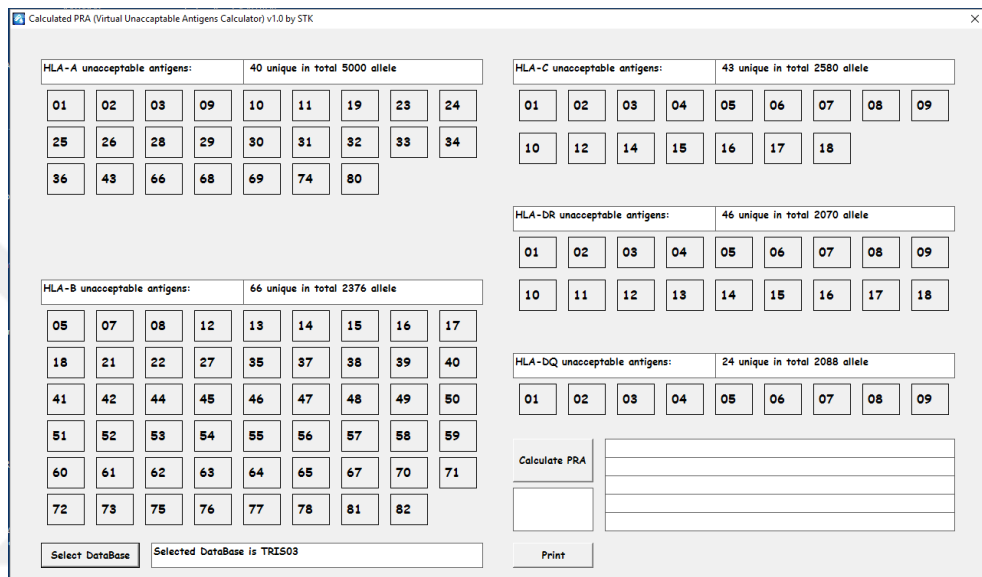 Calculated PRA (Virtual Unaccaptable Antigens Calculator) v1.0 by STK
HLA-A unacceptable antigens: 40 unique in total 5000 allele
01 02 03 09 10 11 19 23 24
25 26 28 29 30 31 32 33 34
36 43 66 68 69 74 80
HLA-B unacceptable antigens: 66 unique in total 2376 allele
05 07 08 12 13 14 15 16 17
18 21 22 27 35 37 38 39 40
41 42 44 45 46 47 48 49 50
51 52 53 54 55 56 57 58 59
60 61 62 63 64 65 67 70 71
72 73 75 76 77 78 81 82
Select DataBase Selected DataBase is TRIS03
HLA-C unacceptable antigens: 43 unique in total 2580 allele
01 02 03 04 05 06 07 08 09
10 12 14 15 16 17 18
HLA-DR unacceptable antigens: 46 unique in total 2070 allele
01 02 03 04 05 06 07 08 09
10 11 12 13 14 15 16 17 18
HLA-DQ unacceptable antigens: 24 unique in total 2088 allele
01 02 03 04 05 06 07 08 09
Calculate PRA
Print